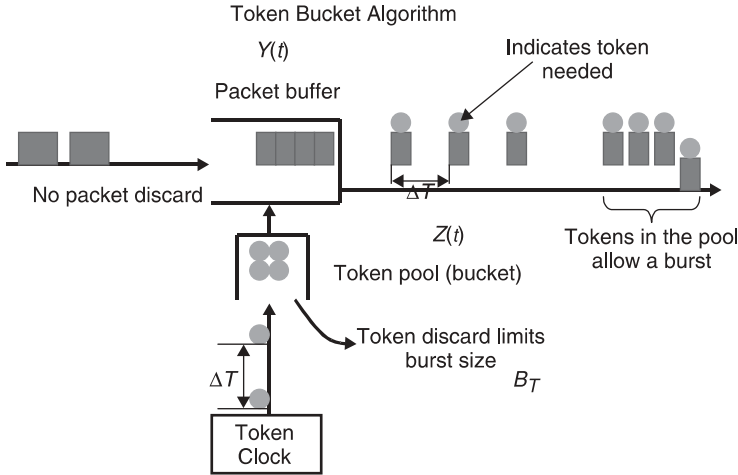 Token Bucket Algorithm
Y(t)
Indicates token
needed
Packet buffer
No packet discard
ΔT
Z(t)
Tokens in the pool
allow a burst
Token pool (bucket)
Token discard limits
burst size
B_T
ΔT
Token
Clock